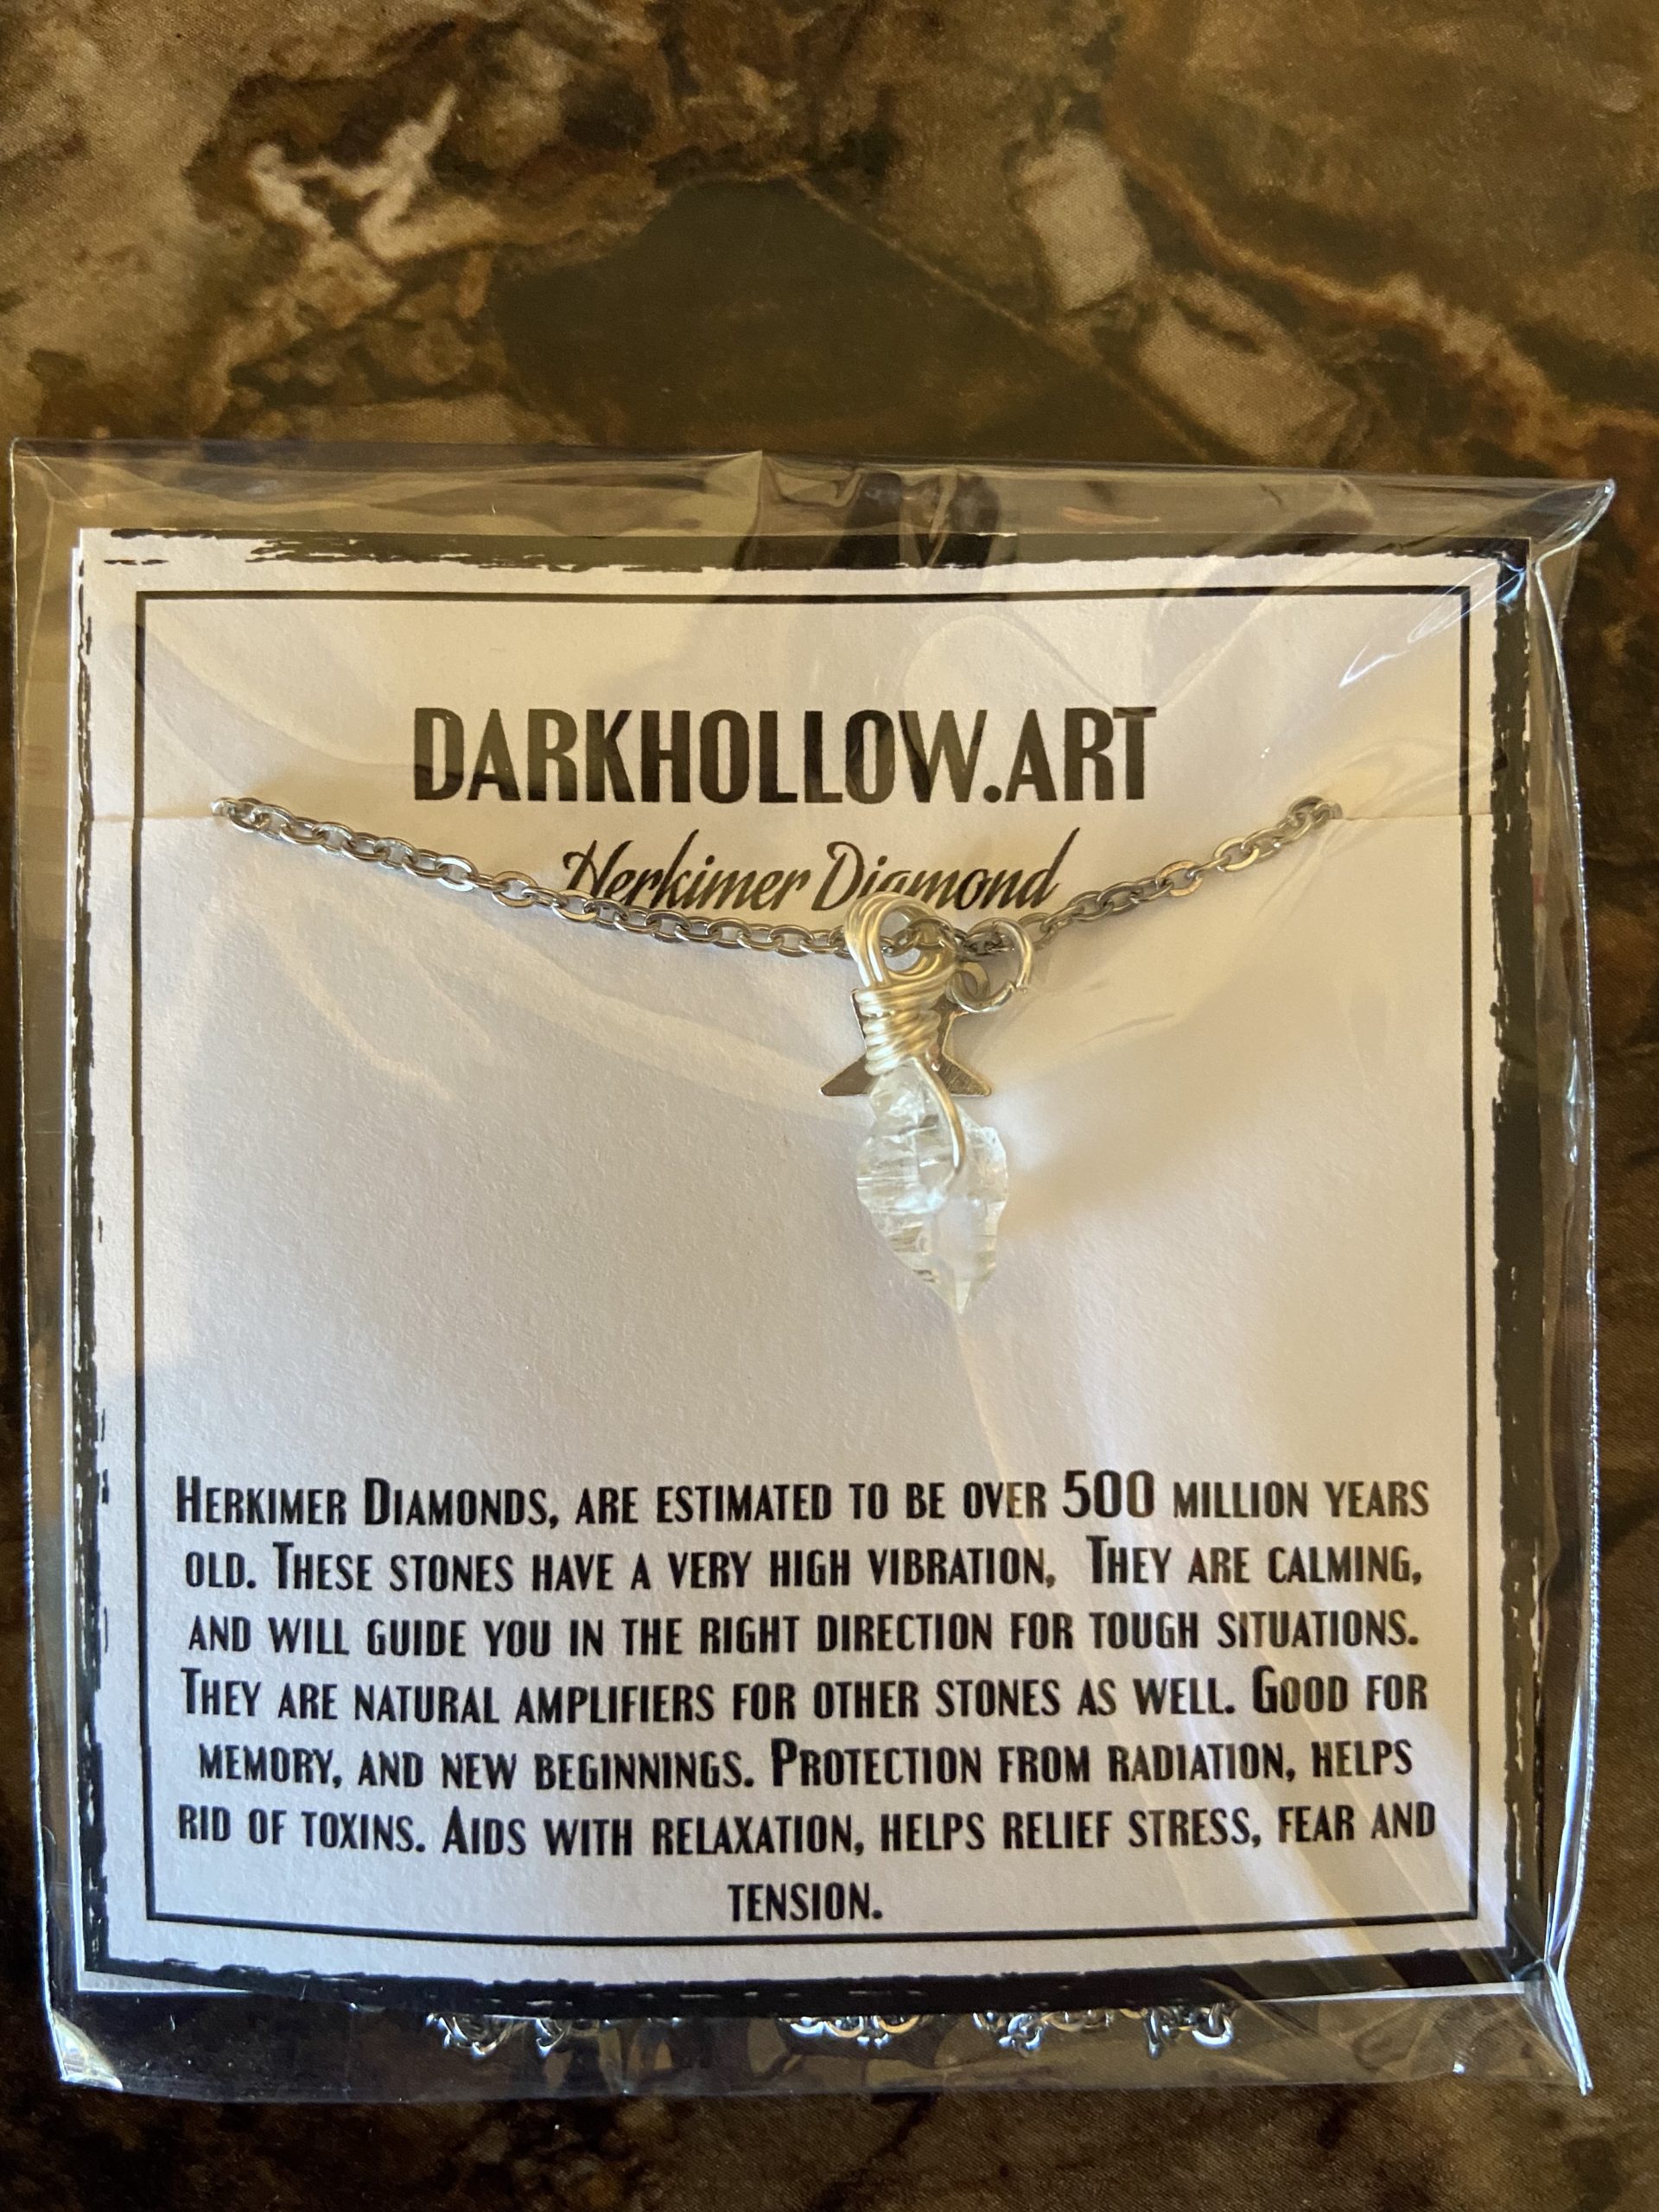 DARKHOLLOW.ART
Herkimer Diamond
HERKIMER DIAMONDS, ARE ESTIMATED TO BE OVER 500 MILLION YEARS
OLD. THESE STONES HAVE A VERY HIGH VIBRATION, THEY ARE CALMING,
AND WILL GUIDE YOU IN THE RIGHT DIRECTION FOR TOUGH SITUATIONS.
THEY ARE NATURAL AMPLIFIERS FOR OTHER STONES AS WELL. GOOD FOR
MEMORY, AND NEW BEGINNINGS. PROTECTION FROM RADIATION, HELPS
RID OF TOXINS. AIDS WITH RELAXATION, HELPS RELIEF STRESS, FEAR AND
TENSION.